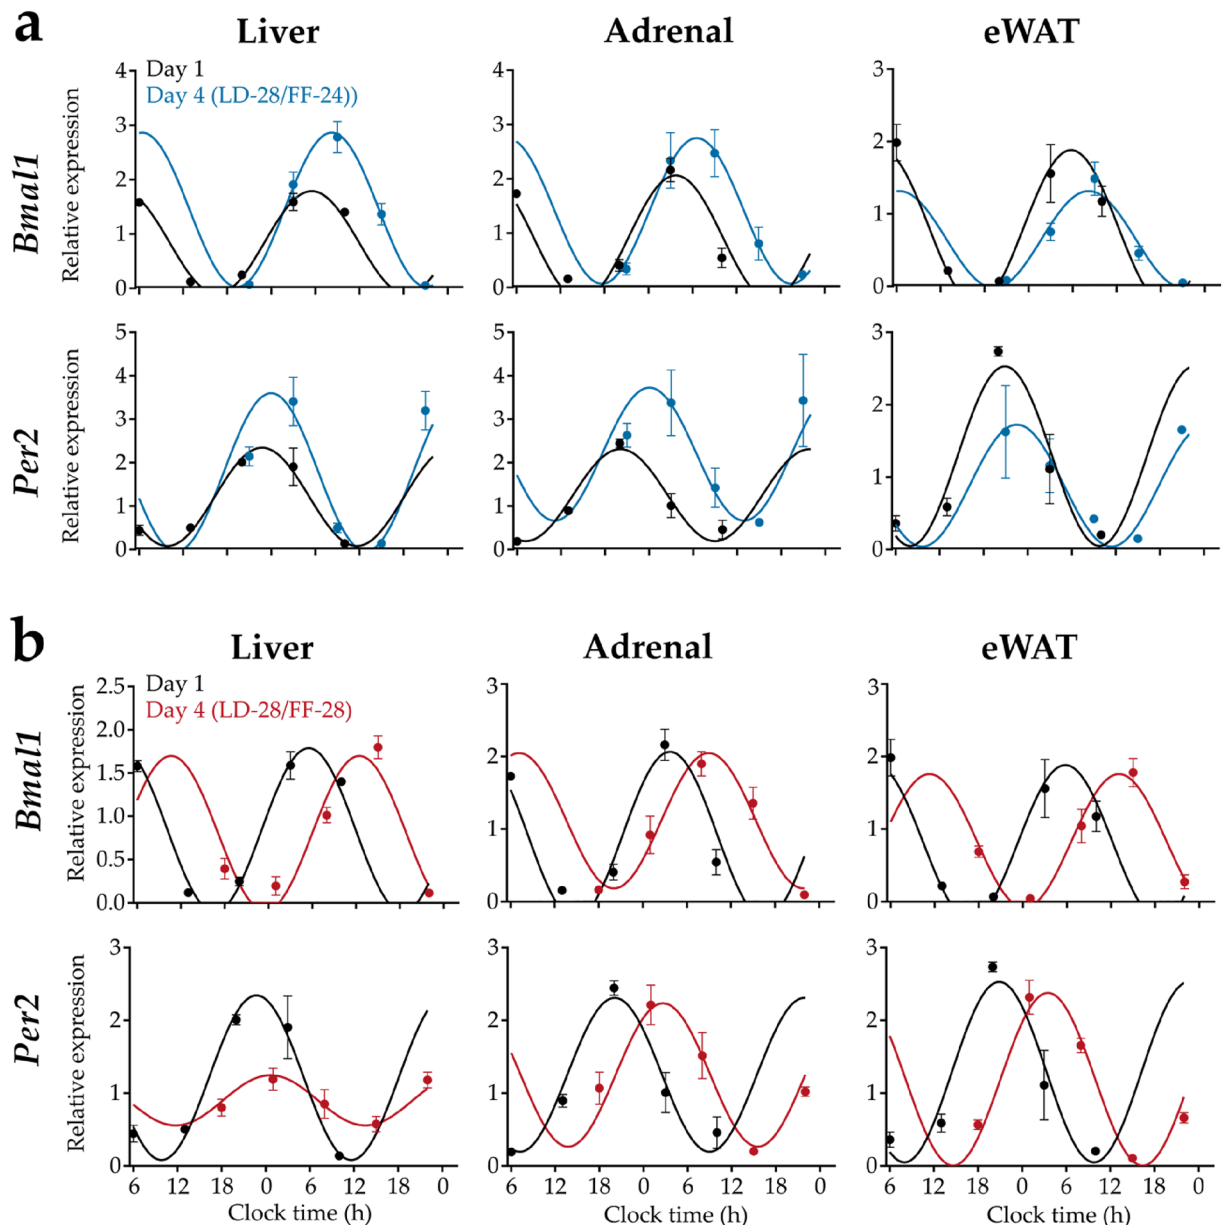 a
Liver
Adrenal
eWAT
Day 1
Day 4 (LD-28/FF-24))
Bmal1
Relative expression
4
3
2
1
0
4
3
2
1
0
3
2
1
0
Per2
Relative expression
5
4
3
2
1
0
5
4
3
2
1
0
3
2
1
0
b
Liver
Adrenal
eWAT
Day 1
Day 4 (LD-28/FF-28)
Bmal1
Relative expression
2.5
2.0
1.5
1.0
0.5
0.0
3
2
1
0
3
2
1
0
Per2
Relative expression
3
2
1
0
3
2
1
0
3
2
1
0
6 12 18 0 6 12 18 0
6 12 18 0 6 12 18 0
6 12 18 0 6 12 18 0
Clock time (h)
Clock time (h)
Clock time (h)